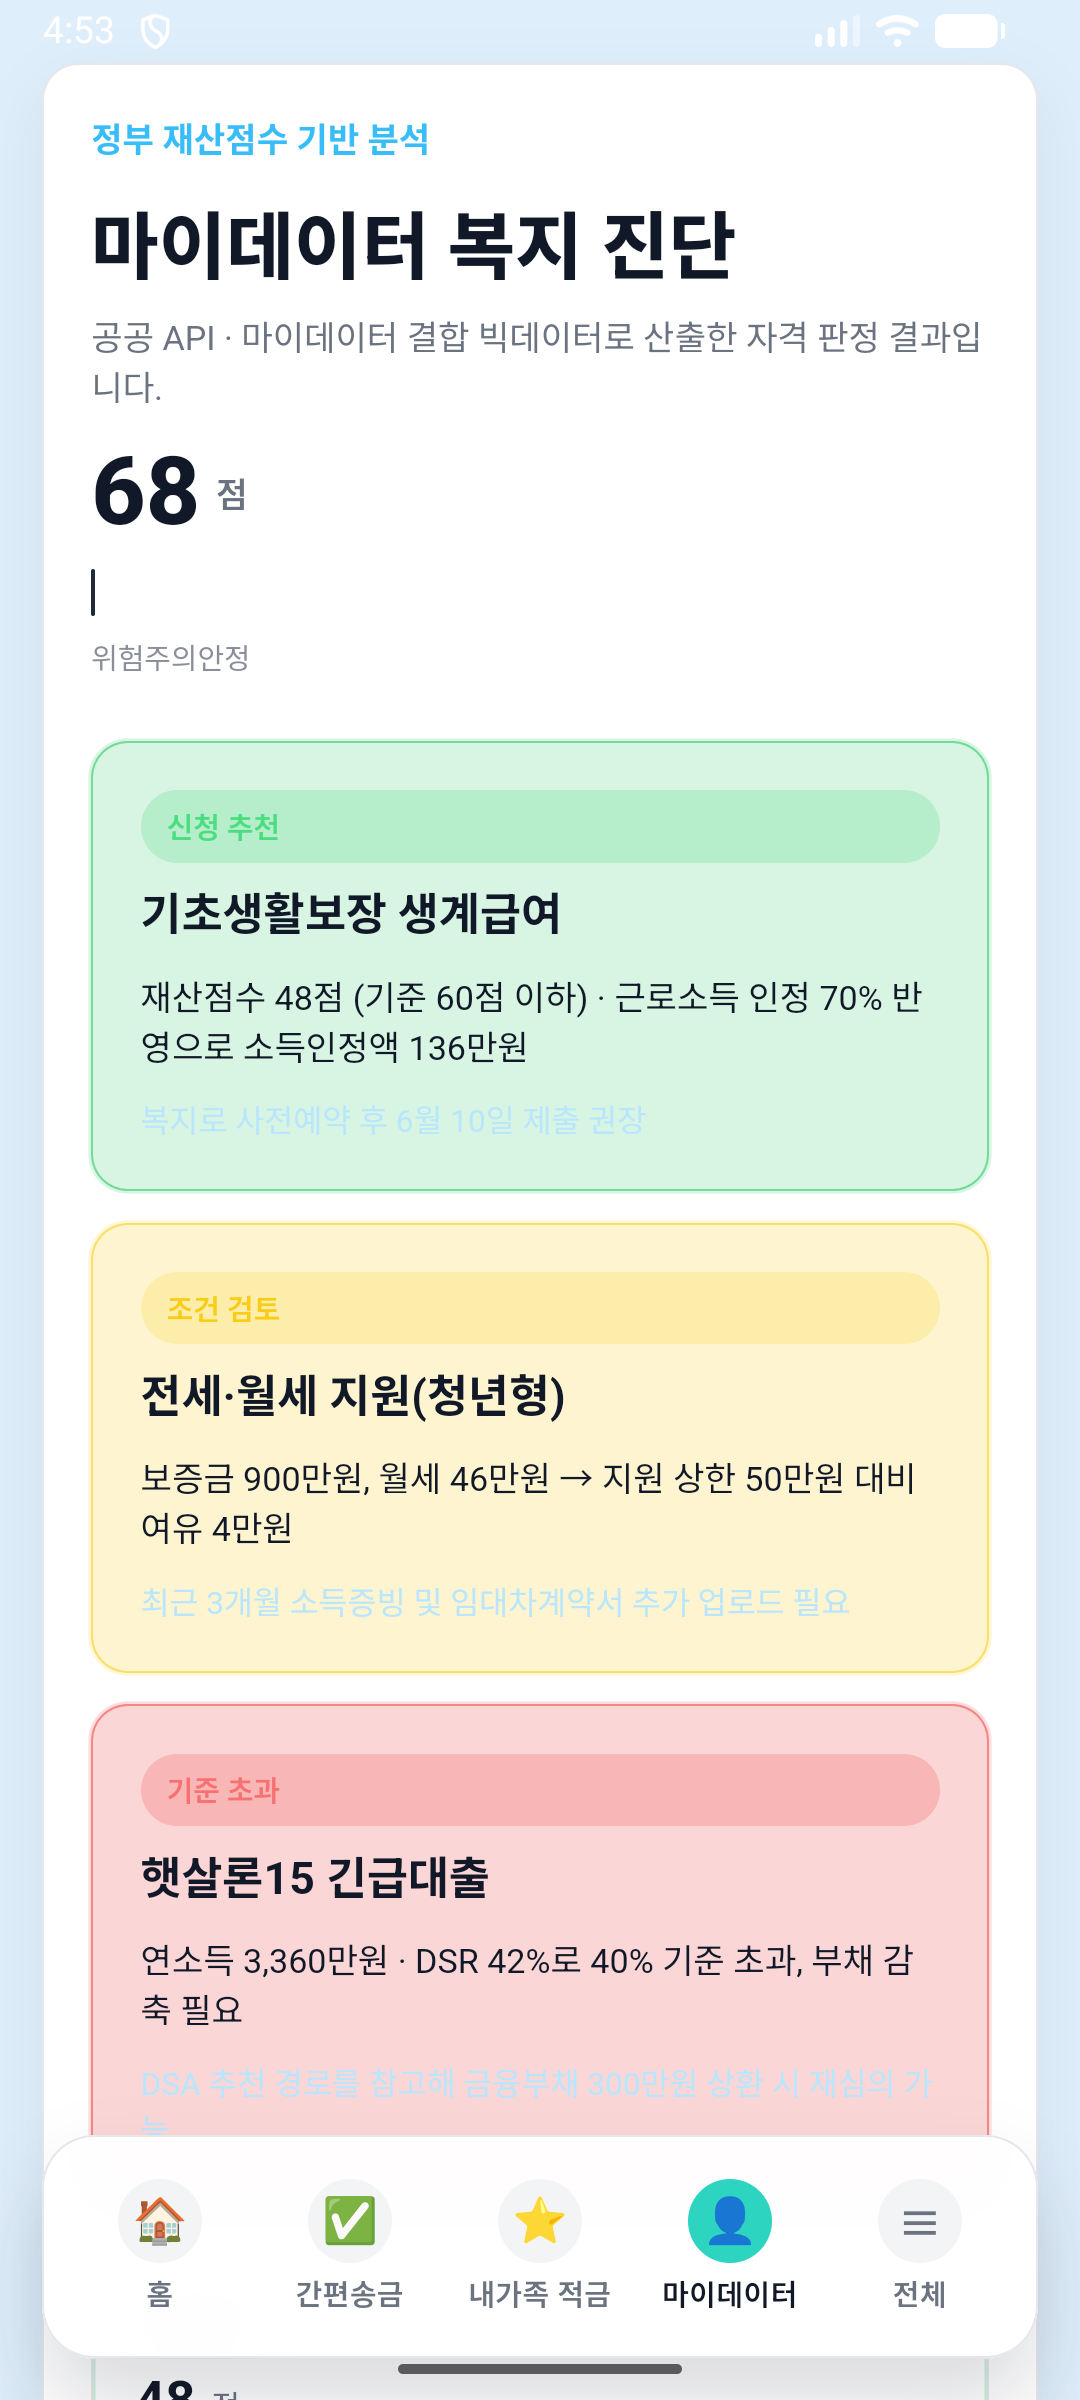 4:53
정부 재산점수 기반 분석
마이데이터 복지 진단
공공 API · 마이데이터 결합 빅데이터로 산출한 자격 판정 결과입
니다.
68 점
위험주의안정
신청 추천
기초생활보장 생계급여
재산점수 48점 (기준 60점 이하) · 근로소득 인정 70% 반
영으로 소득인정액 136만원
복지로 사전예약 후 6월 10일 제출 권장
조건 검토
전세·월세 지원(청년형)
보증금 900만원, 월세 46만원 → 지원 상한 50만원 대비
여유 4만원
최근 3개월 소득증빙 및 임대차계약서 추가 업로드 필요
기준 초과
햇살론15 긴급대출
연소득 3,360만원 · DSR 42%로 40% 기준 초과, 부채 감
축 필요
DSA 추천 경로를 참고해 금융부채 300만원 상환 시 재심의 가
능
홈
간편송금
내가족 적금
마이데이터
전체
48 점